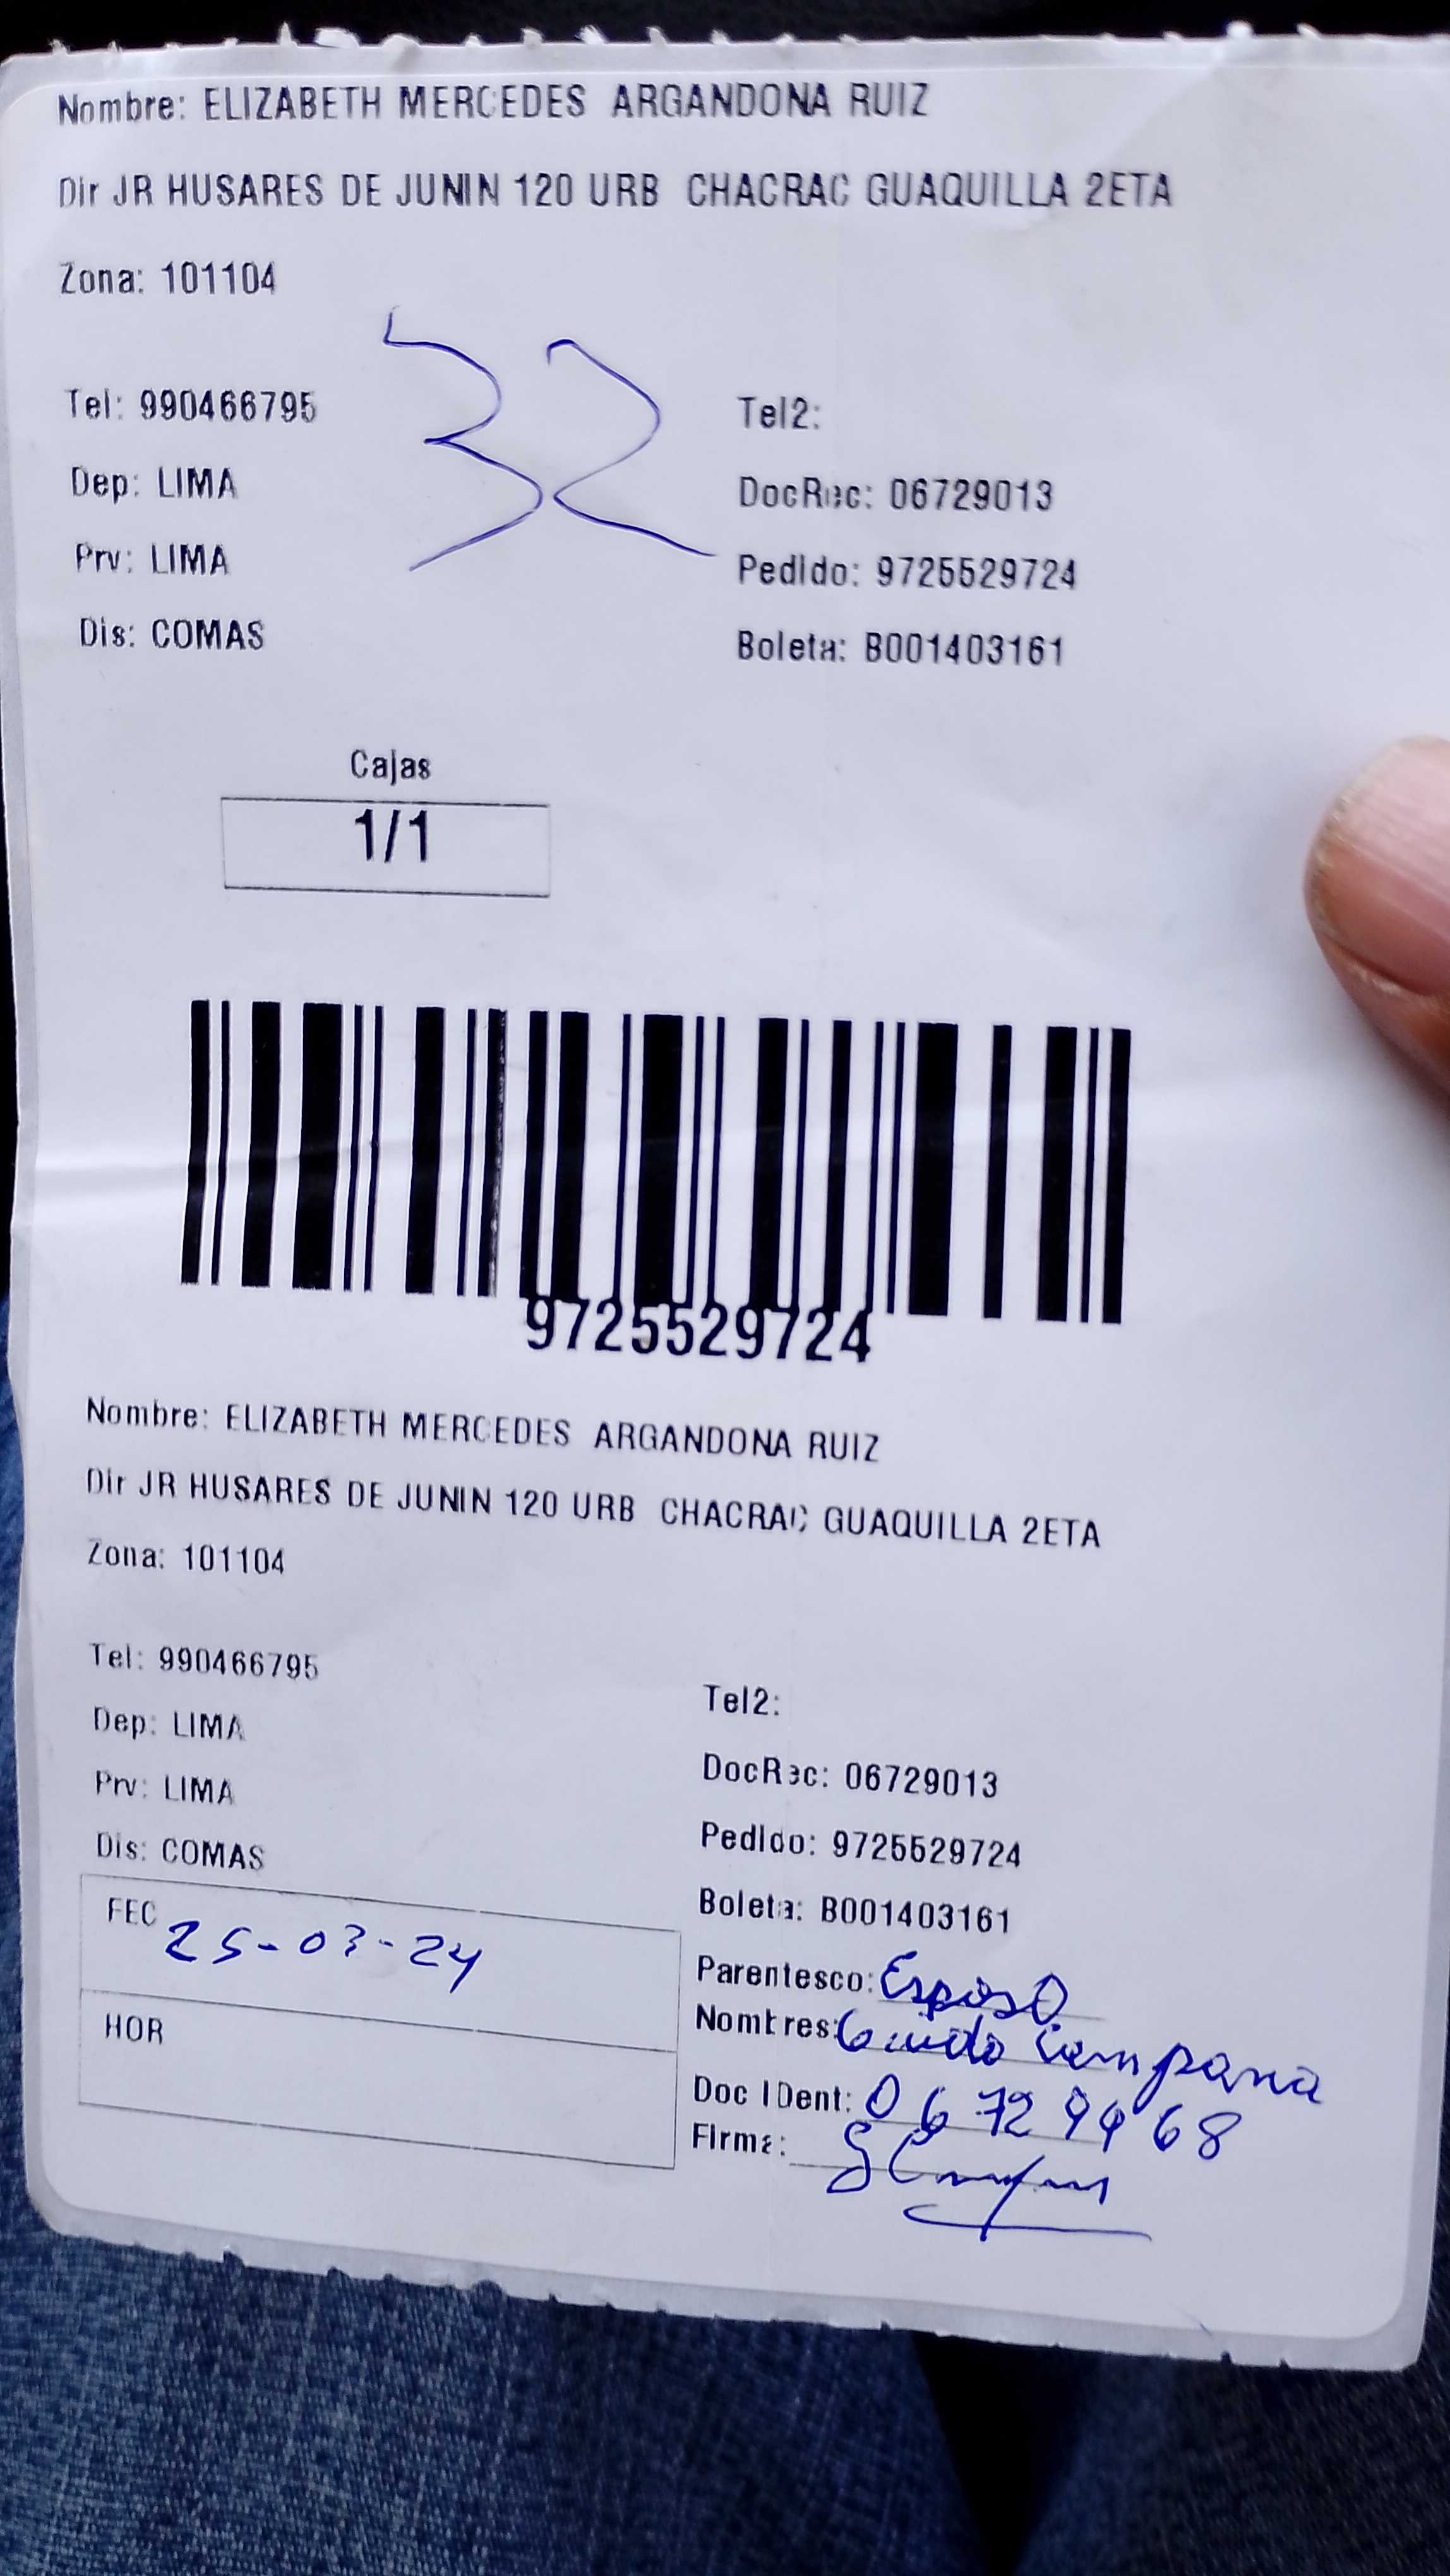 Nombre: ELIZABETH MERCEDES ARGANDONA RUIZ
Dir JR HUSARES DE JUNIN 120 URB CHACRAC GUAQUILLA 2ETA
Zona: 101104
32
Tel: 990466795
Tel2:
Dep: LIMA
DocRec: 06729013
Prv: LIMA
Pedido: 9725529724
Dis: COMAS
Boleta: B001403161
Cajas
1/1
9725529724
Nombre: ELIZABETH MERCEDES ARGANDONA RUIZ
Dir JR HUSARES DE JUNIN 120 URB CHACRAC GUAQUILLA 2ETA
Zona: 101104
Tel: 990466795
Tel2:
Dep: LIMA
DocRec: 06729013
Prv: LIMA
Pedido: 9725529724
Dis: COMAS
Boleta: B001403161
FEC 25-03-24
HOR
Parentesco: Esposo
Nombres: Guido Campana
Doc IDent: 06729968
Firma: